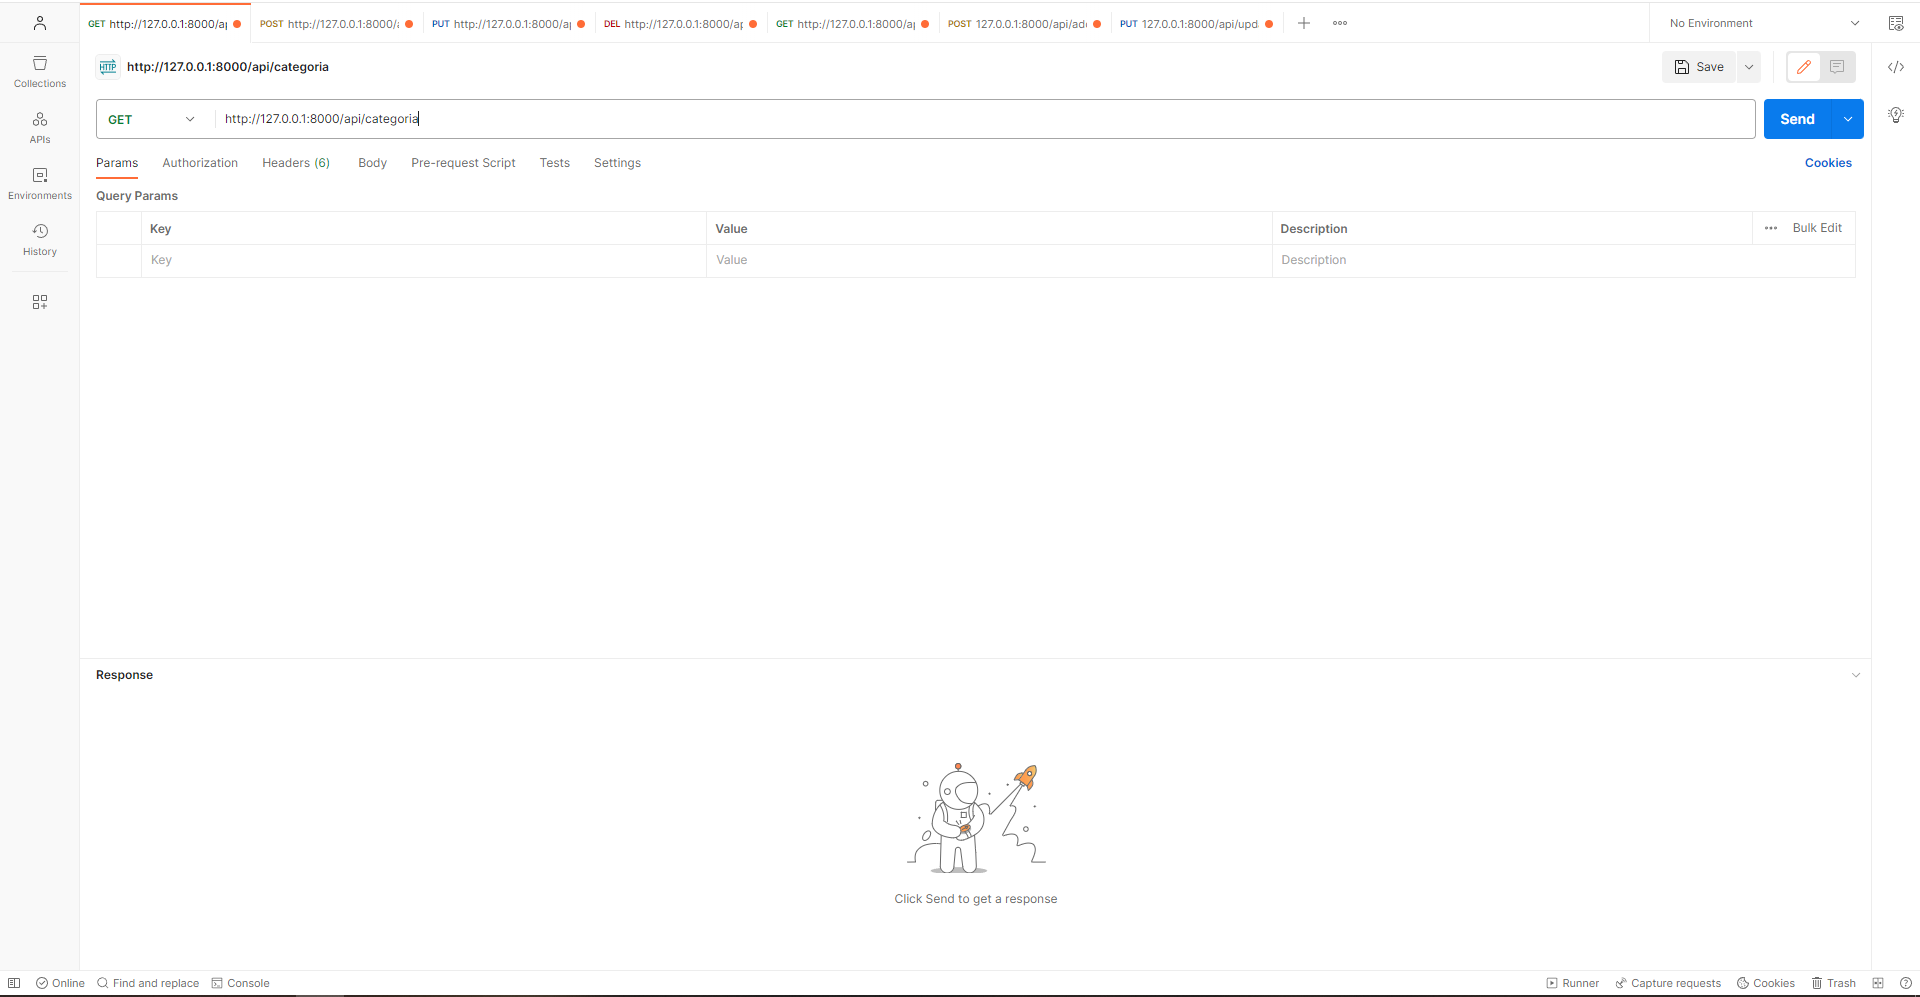 GET http://127.0.0.1:8000/ap
POST http://127.0.0.1:8000/a
PUT http://127.0.0.1:8000/ap
DEL http://127.0.0.1:8000/ap
GET http://127.0.0.1:8000/ap
POST 127.0.0.1:8000/api/add
PUT 127.0.0.1:8000/api/upd
No Environment
Collections
APIs
Environments
History
HTTP http://127.0.0.1:8000/api/categoria
Save
GET http://127.0.0.1:8000/api/categoria
Send
Params Authorization Headers (6) Body Pre-request Script Tests Settings Cookies
Query Params
Key Value Description Bulk Edit
Key Value Description
Response
Click Send to get a response
Online Find and replace Console Runner Capture requests Cookies Trash